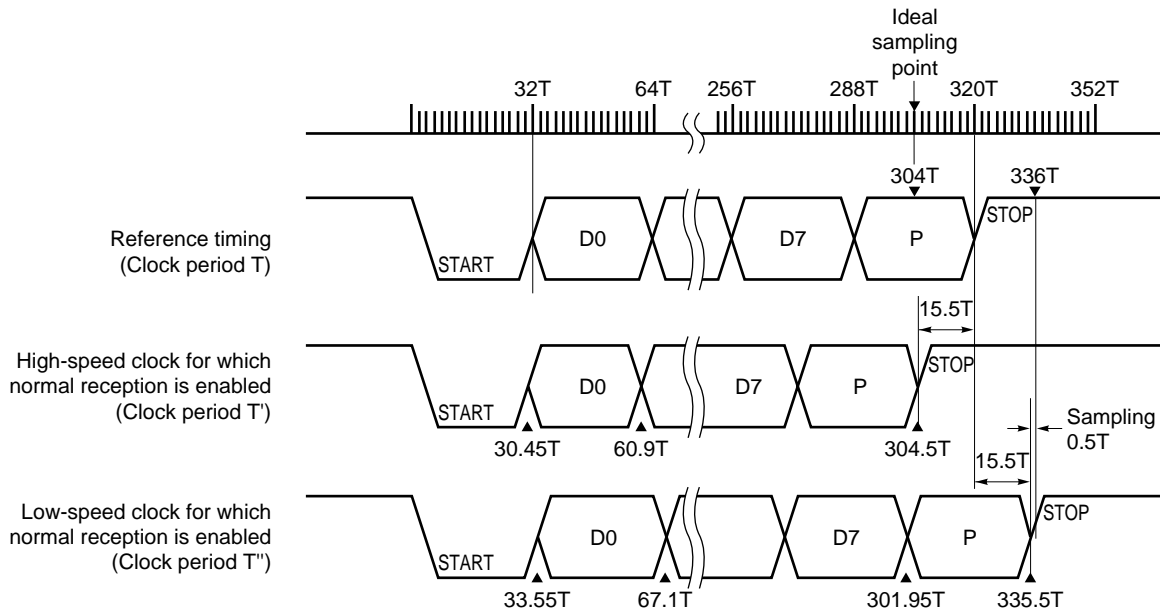 Ideal
sampling
point
32T 64T 256T 288T 320T 352T
304T 336T
Reference timing
(Clock period T)
START D0 D7 P STOP
15.5T
High-speed clock for which
normal reception is enabled
(Clock period T')
START D0 D7 P STOP
30.45T 60.9T 304.5T
Sampling
0.5T
15.5T
Low-speed clock for which
normal reception is enabled
(Clock period T")
START D0 D7 P STOP
33.55T 67.1T 301.95T 335.5T